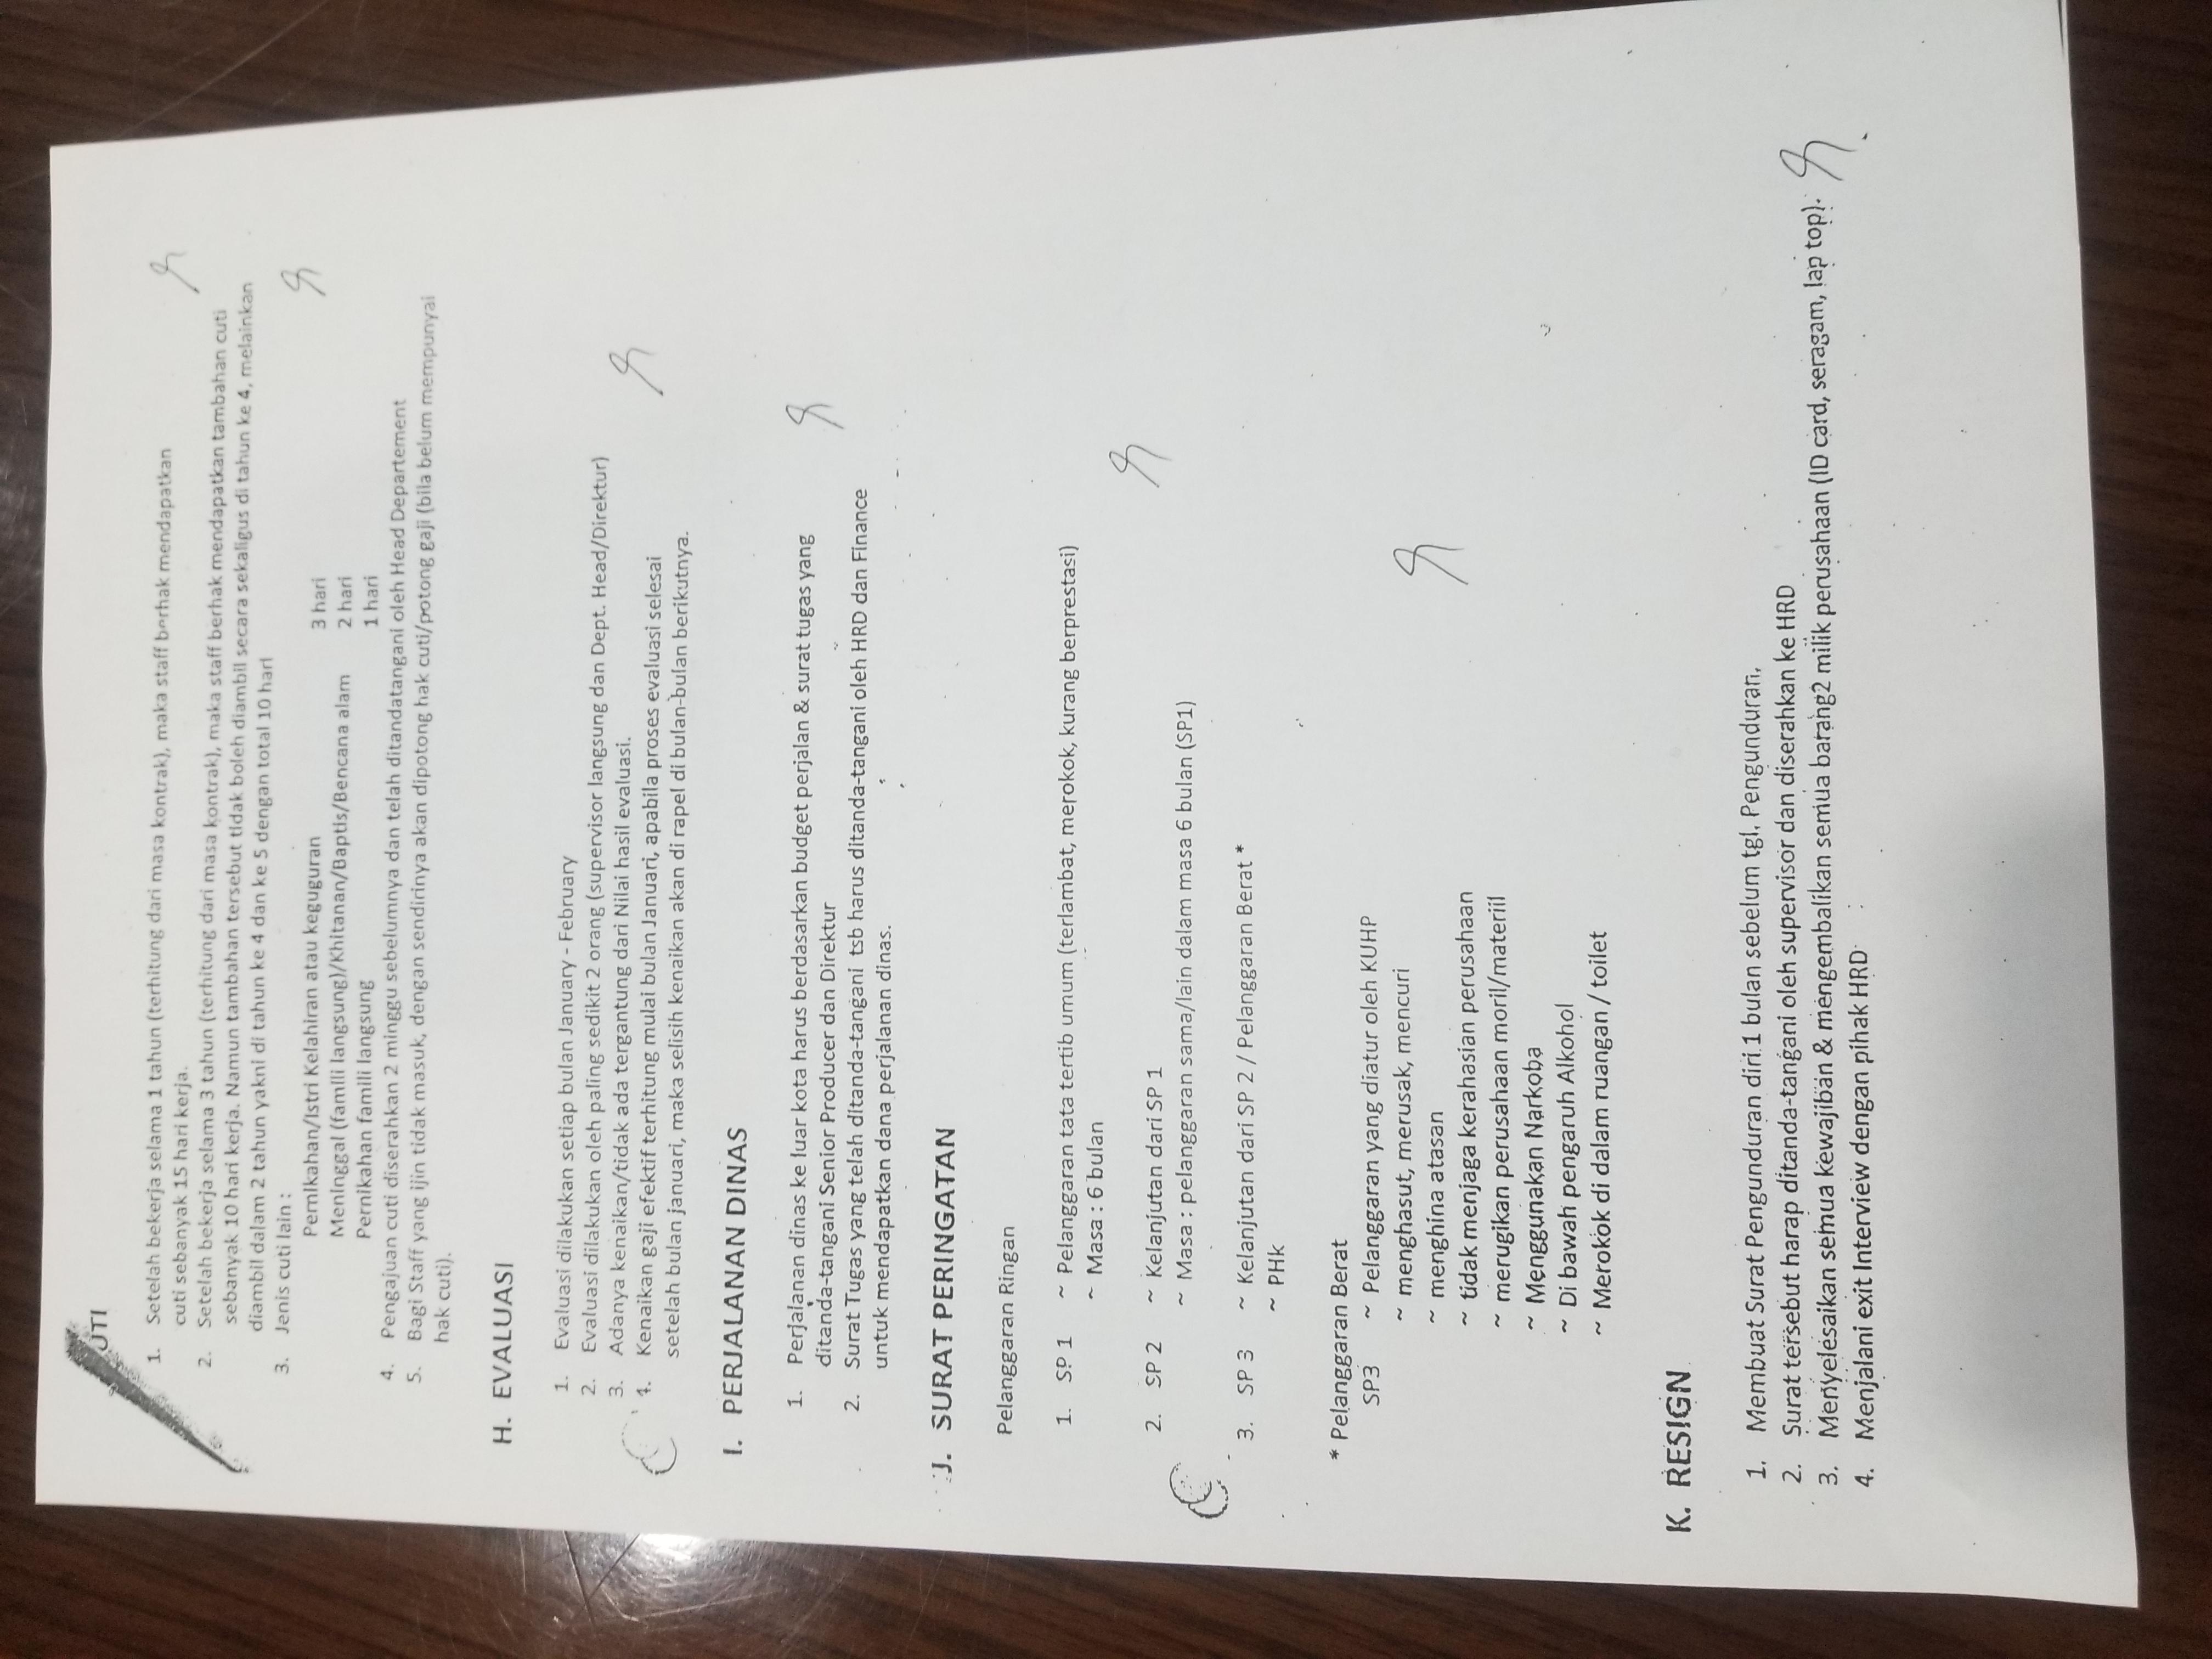 UTI
1. Setelah bekerja selama 1 tahun (terhitung dari masa kontrak), maka staff berhak mendapatkan
cuti sebanyak 15 hari kerja.
2. Setelah bekerja selama 3 tahun (terhitung dari masa kontrak), maka staff berhak mendapatkan tambahan cuti
sebanyak 10 hari kerja. Namun tambahan tersebut tidak boleh diambil secara sekaligus di tahun ke 4, melainkan
diambil dalam 2 tahun yakni di tahun ke 4 dan ke 5 dengan total 10 hari
3. Jenis cuti lain :
Pernikahan/Istri Kelahiran atau keguguran 3 hari
Meninggal (famili langsung)/Khitanan/Baptis/Bencana alam 2 hari
Pernikahan famili langsung 1 hari
4. Pengajuan cuti diserahkan 2 minggu sebelumnya dan telah ditandatangani oleh Head Departement
5. Bagi Staff yang ijin tidak masuk, dengan sendirinya akan dipotong hak cuti/potong gaji (bila belum mempunyai
hak cuti).
H. EVALUASI
1. Evaluasi dilakukan setiap bulan January - February
2. Evaluasi dilakukan oleh paling sedikit 2 orang (supervisor langsung dan Dept. Head/Direktur)
3. Adanya kenaikan/tidak ada tergantung dari Nilai hasil evaluasi.
4. Kenaikan gaji efektif terhitung mulai bulan Januari, apabila proses evaluasi selesai
setelah bulan januari, maka selisih kenaikan akan di rapel di bulan-bulan berikutnya.
I. PERJALANAN DINAS
1. Perjalanan dinas ke luar kota harus berdasarkan budget perjalan & surat tugas yang
ditanda-tangani Senior Producer dan Direktur
2. Surat Tugas yang telah ditanda-tangani tsb harus ditanda-tangani oleh HRD dan Finance
untuk mendapatkan dana perjalanan dinas.
J. SURAT PERINGATAN
Pelanggaran Ringan
1. SP 1 ~ Pelanggaran tata tertib umum (terlambat, merokok, kurang berprestasi)
~ Masa : 6 bulan
2. SP 2 ~ Kelanjutan dari SP 1
~ Masa : pelanggaran sama/lain dalam masa 6 bulan (SP1)
3. SP 3 ~ Kelanjutan dari SP 2 / Pelanggaran Berat *
~ PHk
* Pelanggaran Berat
SP3 ~ Pelanggaran yang diatur oleh KUHP
~ menghasut, merusak, mencuri
~ menghina atasan
~ tidak menjaga kerahasian perusahaan
~ merugikan perusahaan moril/materiil
~ Menggunakan Narkoba
~ Di bawah pengaruh Alkohol
~ Merokok di dalam ruangan / toilet
K. RESIGN
1. Membuat Surat Pengunduran diri 1 bulan sebelum tgl. Pengunduran.
2. Surat tersebut harap ditanda-tangani oleh supervisor dan diserahkan ke HRD
3. Menyelesaikan semua kewajiban & mengembalikan semua barang2 milik perusahaan (ID card, seragam, lap top).
4. Menjalani exit Interview dengan pihak HRD